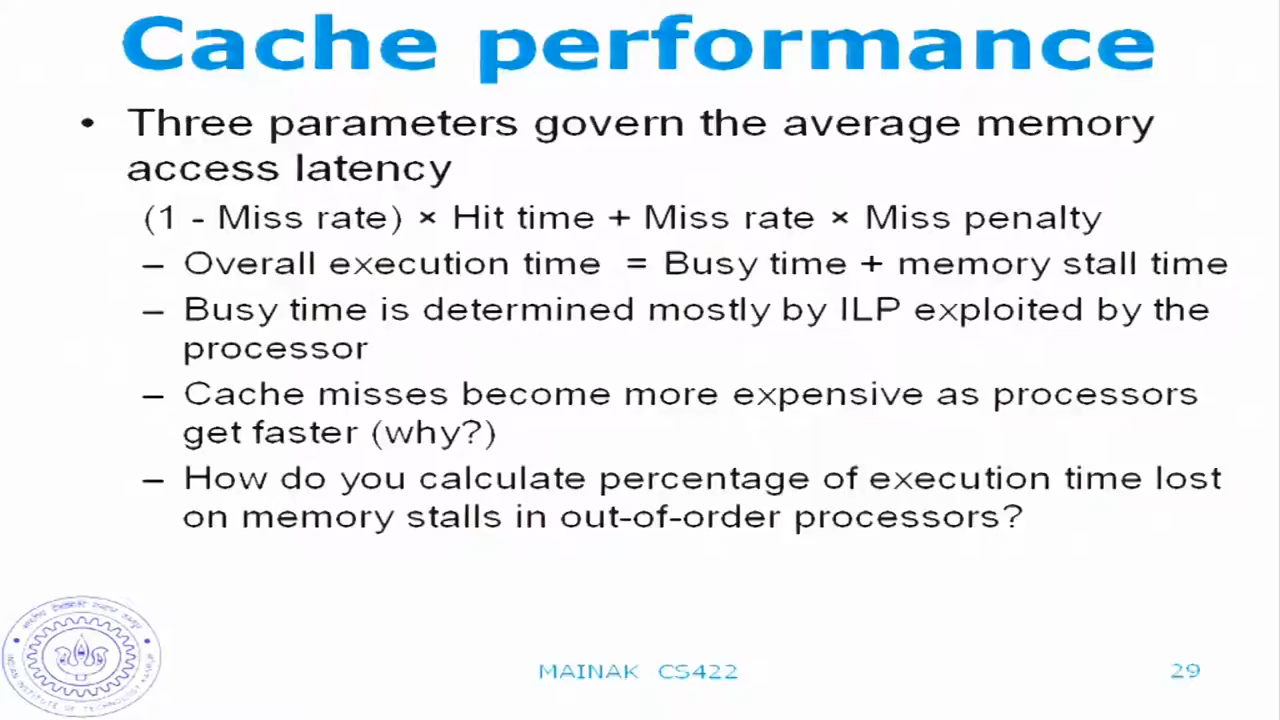 Cache performance
• Three parameters govern the average memory
access latency
(1 - Miss rate) × Hit time + Miss rate × Miss penalty
– Overall execution time = Busy time + memory stall time
– Busy time is determined mostly by ILP exploited by the
processor
– Cache misses become more expensive as processors
get faster (why?)
– How do you calculate percentage of execution time lost
on memory stalls in out-of-order processors?
MAINAK CS422
29